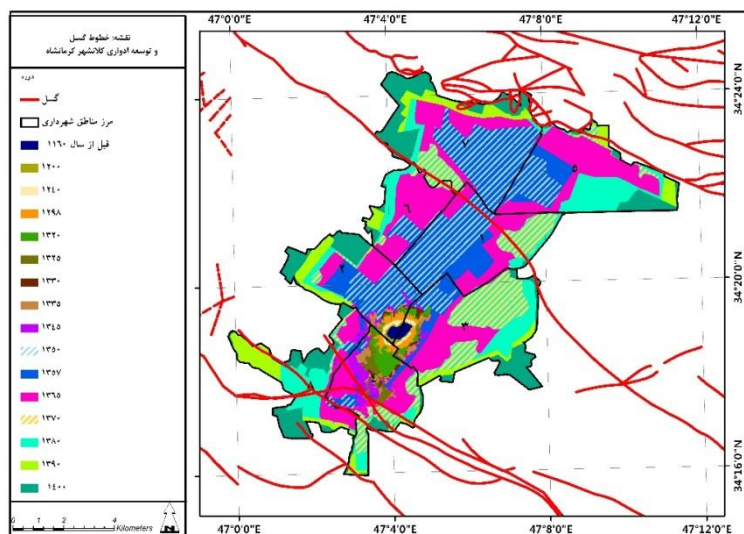 نقشه: خطوط گسل
و توسعه ادواری کلانشهر کرمانشاه
دوره
گسل
مرز مناطق شهرداری
قبل از سال ۱۱۶۰
۱۲۰۰
۱۲۴۰
۱۲۹۸
۱۳۲۰
۱۳۲۵
۱۳۳۰
۱۳۳۵
۱۳۴۵
۱۳۵۰
۱۳۵۷
۱۳۶۵
۱۳۷۰
۱۳۸۰
۱۳۹۰
۱۴۰۰
0 1 2 4
Kilometers
N
47°0'0"E 47°4'0"E 47°8'0"E 47°12'0"E
34°24'0"N
34°20'0"N
34°16'0"N
47°0'0"E 47°4'0"E 47°8'0"E 47°12'0"E